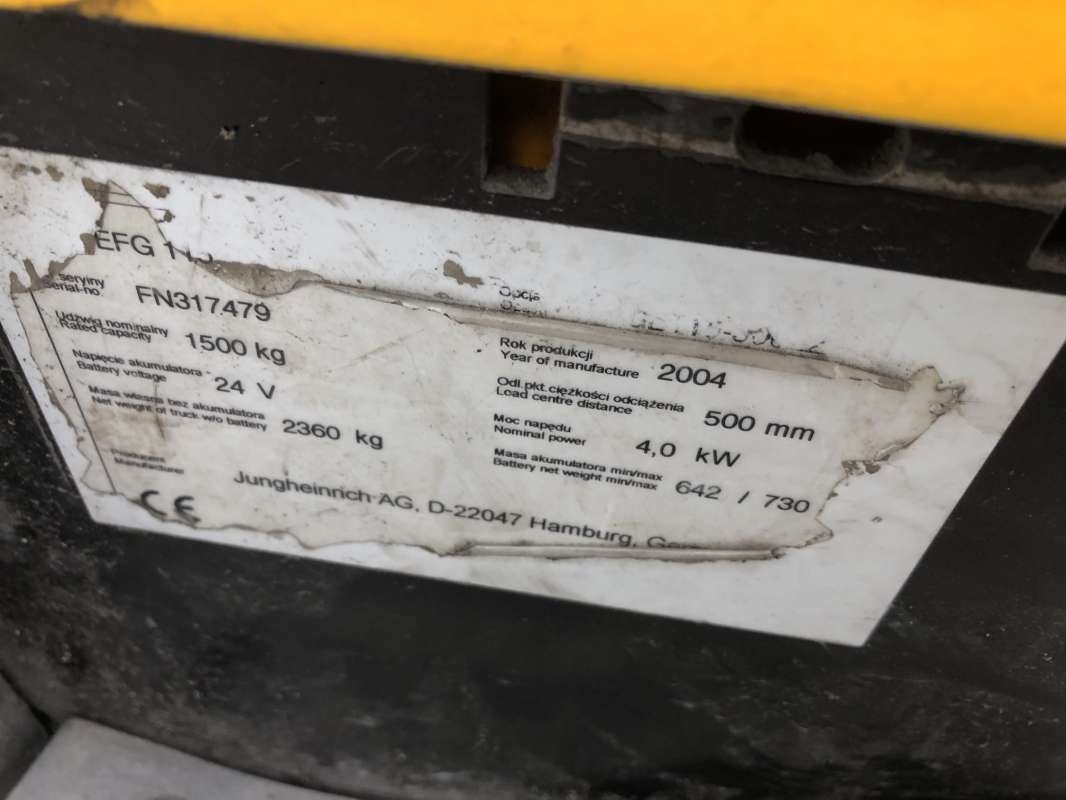 EFG
seryjny
Serial-no. FN317479
Udźwig nominalny
Rated capacity 1500 kg
Napięcie akumulatora
Battery voltage 24 V
Masa własna bez akumulatora
Net weight of truck w/o battery 2360 kg
Producent
Manufacturer
Opcja
Rok produkcji
Year of manufacture 2004
Odl.pkt.ciężkości odciążenia
Load centre distance 500 mm
Moc napędu
Nominal power 4,0 kW
Masa akumulatora min/max
Battery net weight min/max 642 / 730
Jungheinrich AG, D-22047 Hamburg,
CE